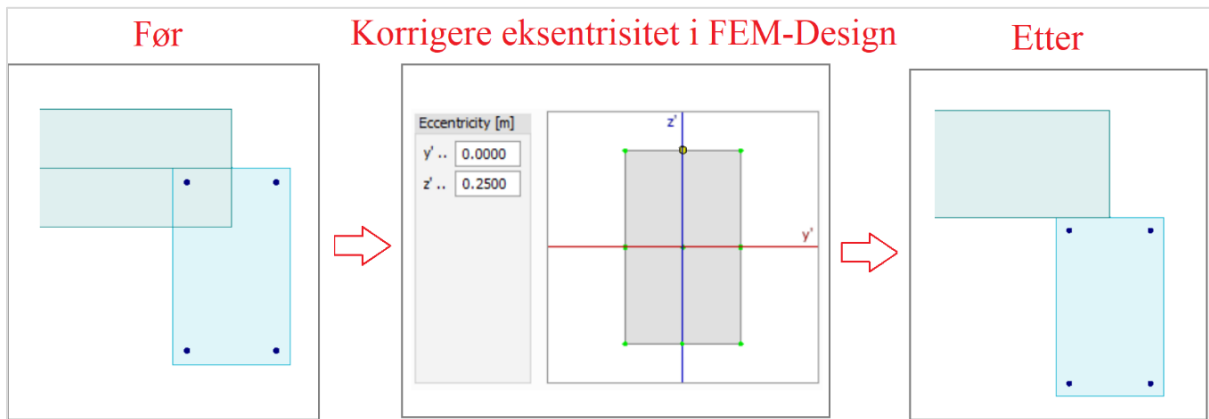 Før
Korrigere eksentrisitet i FEM-Design
Etter
Eccentricity [m]
y' .. 0.0000
z' .. 0.2500
z'
y'